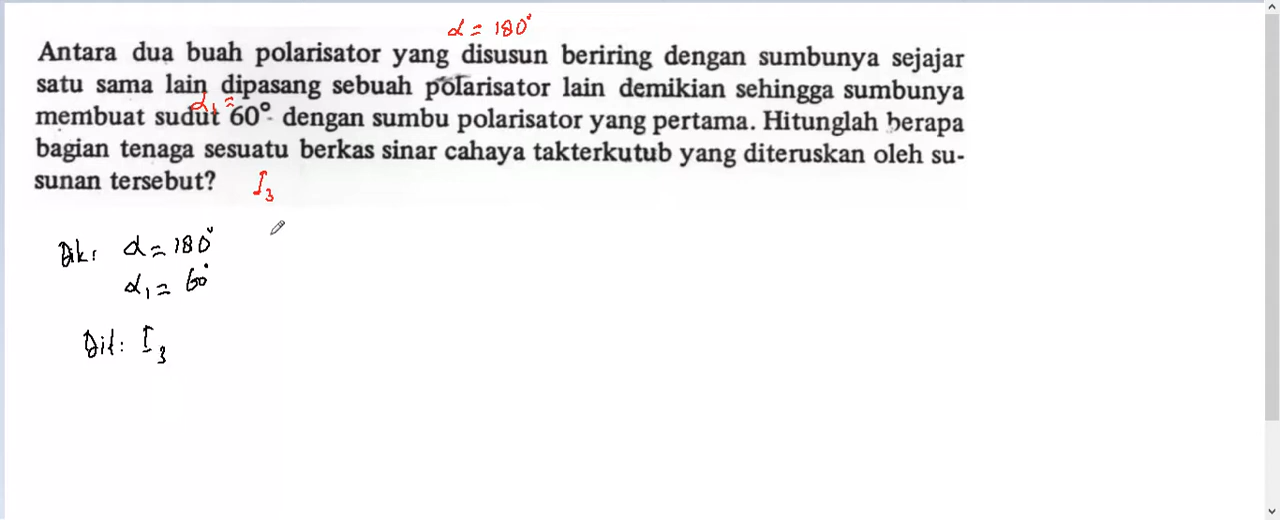 α = 180°
Antara dua buah polarisator yang disusun beriring dengan sumbunya sejajar
satu sama lain dipasang sebuah polarisator lain demikian sehingga sumbunya
α₁ =
membuat sudut 60° dengan sumbu polarisator yang pertama. Hitunglah berapa
bagian tenaga sesuatu berkas sinar cahaya takterkutub yang diteruskan oleh su-
sunan tersebut? I₃
Dik: α = 180°
α₁ = 60°
Dit: I₃